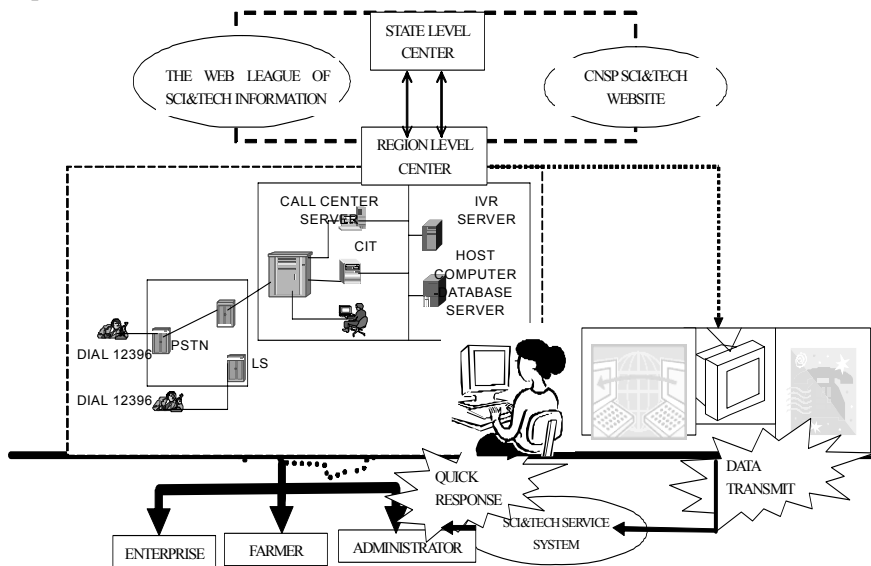 STATE LEVEL
CENTER
THE WEB LEAGUE OF
SCI&TECH INFORMATION
CNSP SCI&TECH
WEBSITE
REGION LEVEL
CENTER
CALL CENTER
SERVER
IVR
SERVER
CIT
HOST
COMPUTER
DATABASE
SERVER
PSTN
DIAL 12396
LS
DIAL 12396
QUICK
RESPONSE
DATA
TRANSMIT
SCI&TECH SERVICE
SYSTEM
ENTERPRISE
FARMER
ADMINISTRATOR